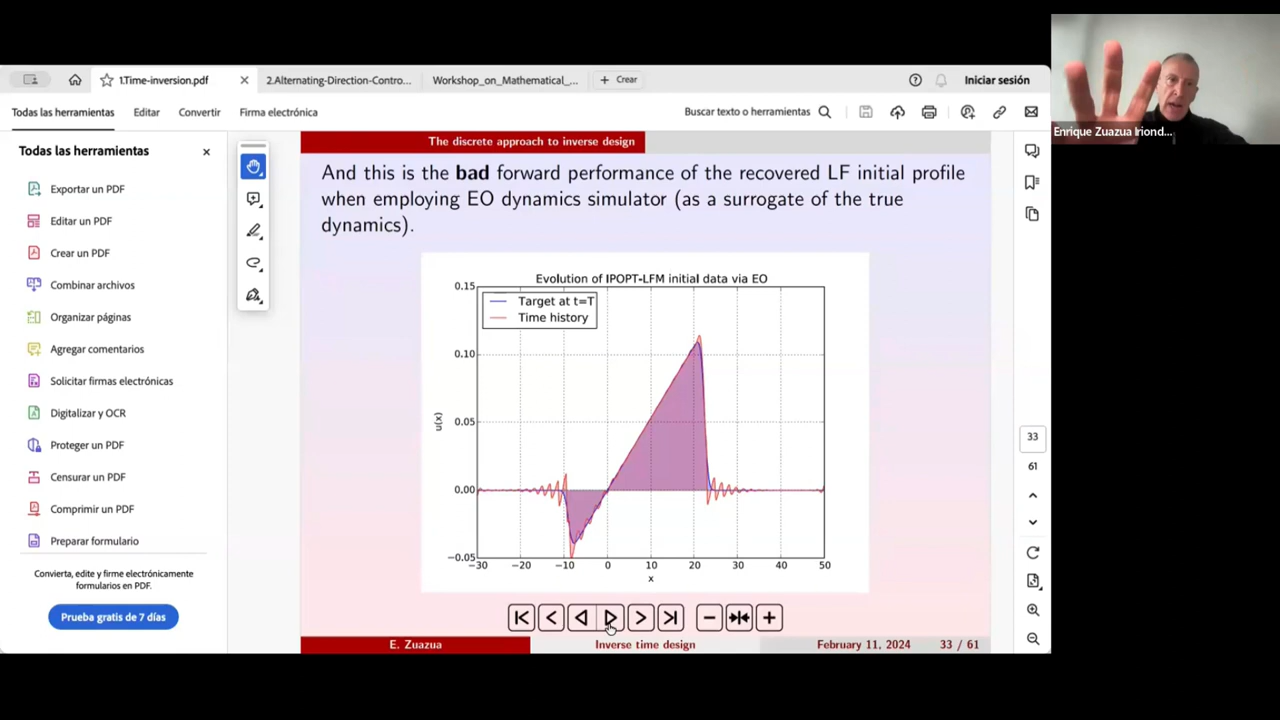 1.Time-inversion.pdf
2.Alternating-Direction-Contro...
Workshop_on_Mathematical_...
Crear
Iniciar sesión
Todas las herramientas
Editar
Convertir
Firma electrónica
Buscar texto o herramientas
Todas las herramientas
Exportar un PDF
Editar un PDF
Crear un PDF
Combinar archivos
Organizar páginas
Agregar comentarios
Solicitar firmas electrónicas
Digitalizar y OCR
Proteger un PDF
Censurar un PDF
Comprimir un PDF
Preparar formulario
Convierta, edite y firme electrónicamente
formularios en PDF.
Prueba gratis de 7 días
The discrete approach to inverse design
And this is the bad forward performance of the recovered LF initial profile
when employing EO dynamics simulator (as a surrogate of the true
dynamics).
Evolution of IPOPT-LFM initial data via EO
Target at t=T
Time history
0.15
0.10
0.05
0.00
−0.05
u(x)
−30 −20 −10 0 10 20 30 40 50
x
E. Zuazua Inverse time design February 11, 2024 33 / 61
33
61
Enrique Zuazua Iriond...